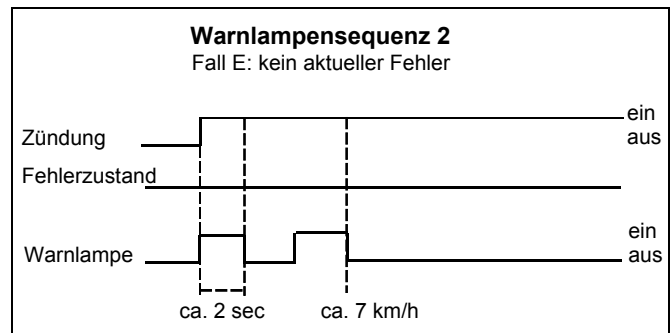 Warnlampensequenz 2
Fall E: kein aktueller Fehler
ein
Zündung
aus
Fehlerzustand
ein
Warnlampe
aus
ca. 2 sec
ca. 7 km/h